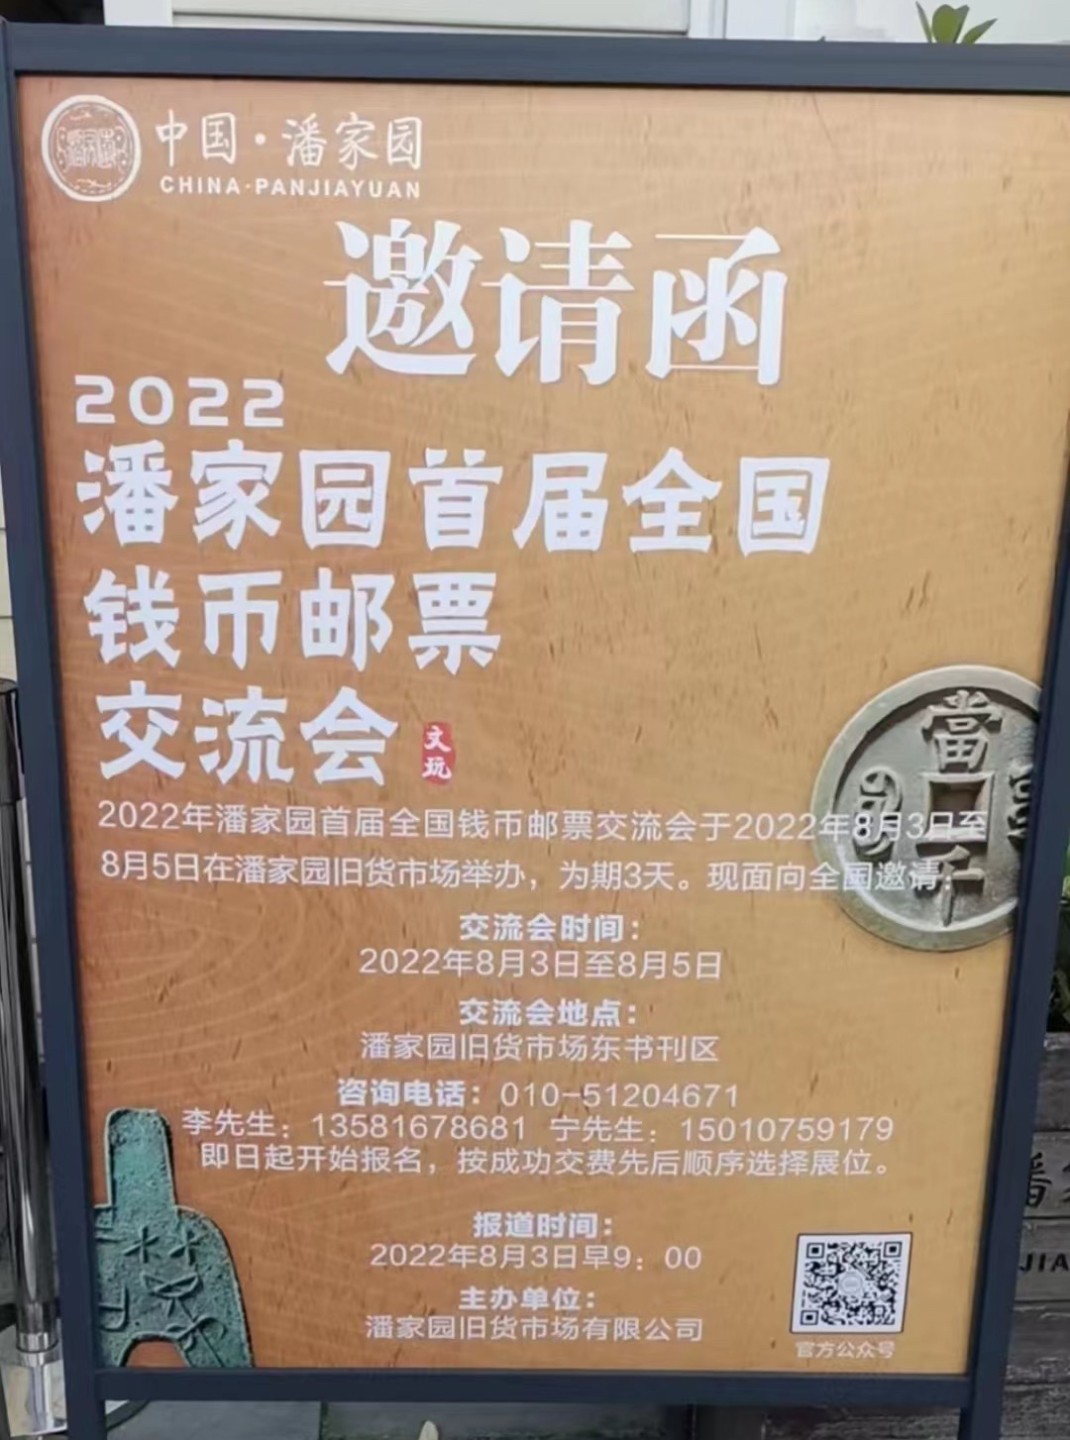 中国·潘家园
CHINA·PANJIAYUAN
邀请函
2022
潘家园首届全国
钱币邮票
交流会
文玩
2022年潘家园首届全国钱币邮票交流会于2022年8月3日至
8月5日在潘家园旧货市场举办，为期3天。现面向全国邀请：
交流会时间：
2022年8月3日至8月5日
交流会地点：
潘家园旧货市场东书刊区
咨询电话：010-51204671
李先生：13581678681 宁先生：15010759179
即日起开始报名，按成功交费先后顺序选择展位。
报道时间：
2022年8月3日早9：00
主办单位：
潘家园旧货市场有限公司
官方公众号
當
千